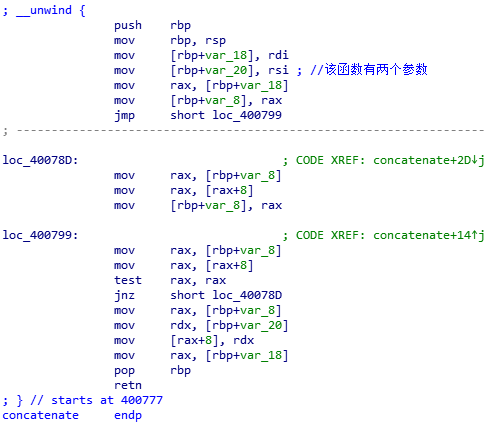 ; __unwind {
push rbp
mov rbp, rsp
mov [rbp+var_18], rdi
mov [rbp+var_20], rsi ; //该函数有两个参数
mov rax, [rbp+var_18]
mov [rbp+var_8], rax
jmp short loc_400799
; ---------------------------------------------------------------------------
loc_40078D: ; CODE XREF: concatenate+2D↓j
mov rax, [rbp+var_8]
mov rax, [rax+8]
mov [rbp+var_8], rax
loc_400799: ; CODE XREF: concatenate+14↑j
mov rax, [rbp+var_8]
mov rax, [rax+8]
test rax, rax
jnz short loc_40078D
mov rax, [rbp+var_8]
mov rdx, [rbp+var_20]
mov [rax+8], rdx
mov rax, [rbp+var_18]
pop rbp
retn
; } // starts at 400777
concatenate endp